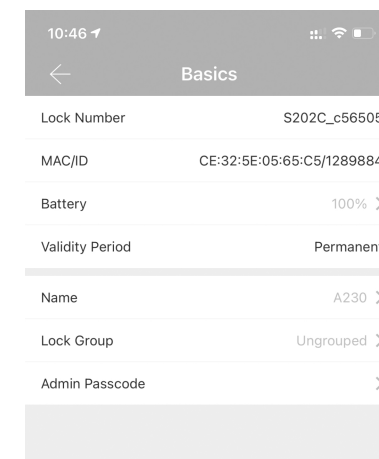 10:46
Basics
Lock Number S202C_c56505
MAC/ID CE:32:5E:05:65:C5/1289884
Battery 100%
Validity Period Permanent
Name A230
Lock Group Ungrouped
Admin Passcode